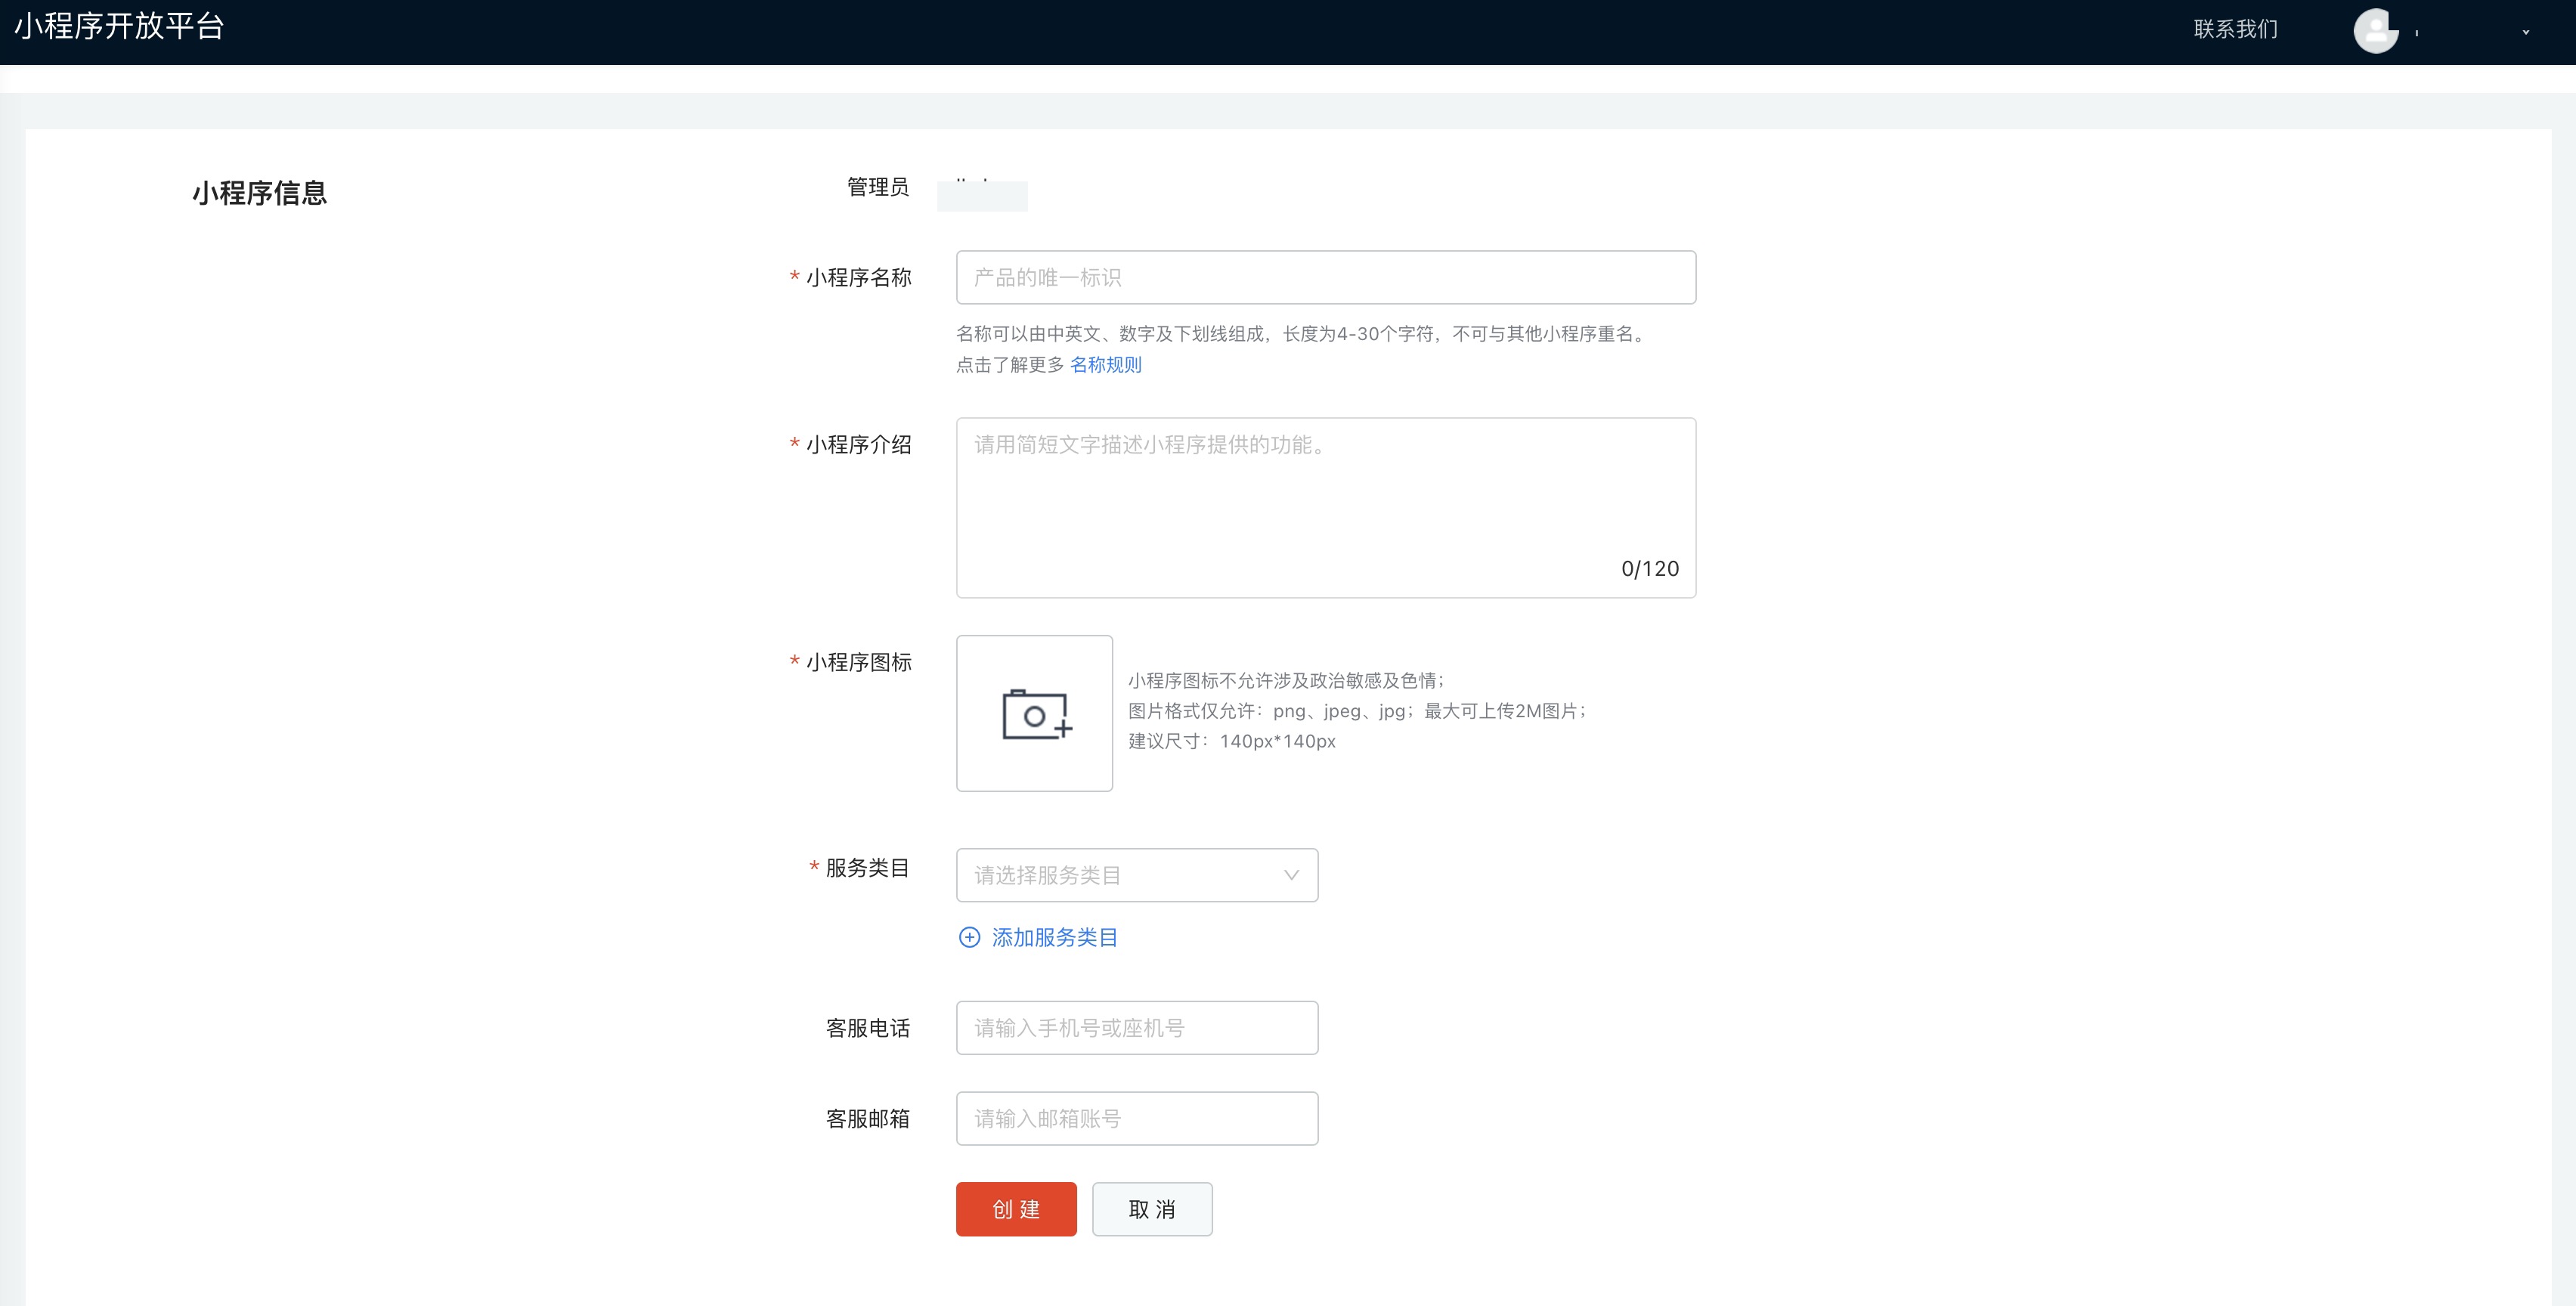 小程序开放平台
联系我们
小程序信息
管理员
* 小程序名称
产品的唯一标识
名称可以由中英文、数字及下划线组成，长度为4-30个字符，不可与其他小程序重名。
点击了解更多 名称规则
* 小程序介绍
请用简短文字描述小程序提供的功能。
0/120
* 小程序图标
小程序图标不允许涉及政治敏感及色情；
图片格式仅允许：png、jpeg、jpg；最大可上传2M图片；
建议尺寸：140px*140px
* 服务类目
请选择服务类目
添加服务类目
客服电话
请输入手机号或座机号
客服邮箱
请输入邮箱账号
创 建
取 消